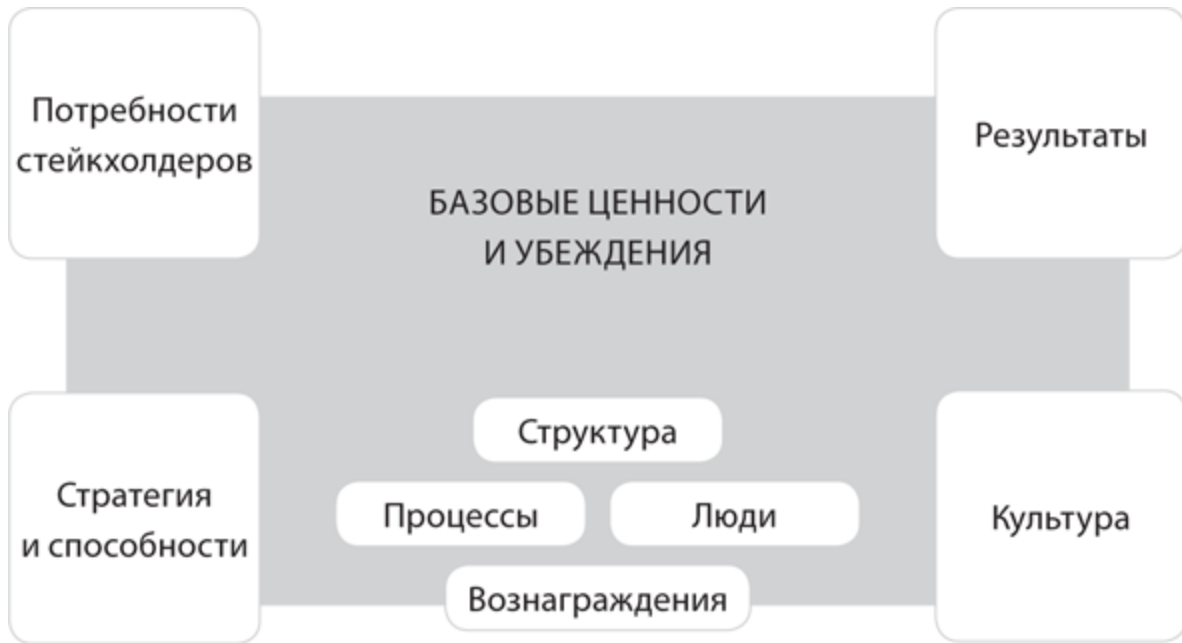 Потребности
стейкхолдеров
Результаты
БАЗОВЫЕ ЦЕННОСТИ
И УБЕЖДЕНИЯ
Стратегия
и способности
Структура
Процессы
Люди
Вознаграждения
Культура